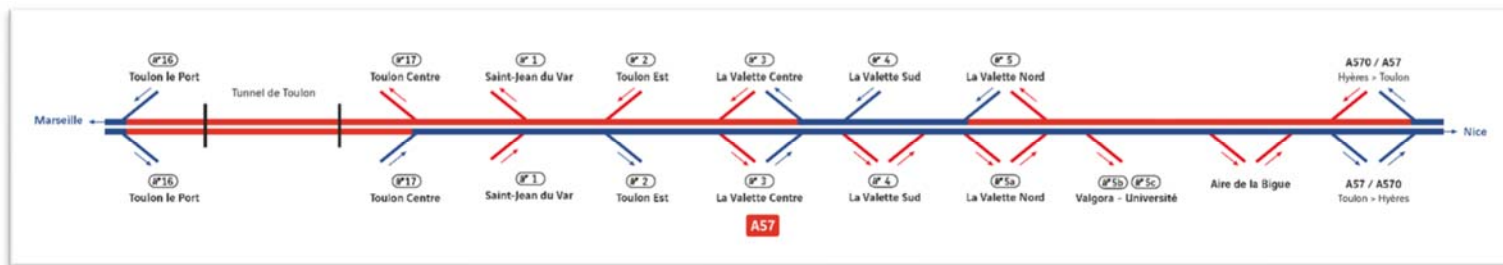 n°16
Toulon le Port
n°17
Toulon Centre
n° 1
Saint-Jean du Var
n° 2
Toulon Est
n° 3
La Valette Centre
n° 4
La Valette Sud
n° 5
La Valette Nord
A570 / A57
Hyères > Toulon
Tunnel de Toulon
Marseille
Nice
n°16
Toulon le Port
n°17
Toulon Centre
n° 1
Saint-Jean du Var
n° 2
Toulon Est
n° 3
La Valette Centre
n° 4
La Valette Sud
n°5a
La Valette Nord
n°5b n°5c
Valgora - Université
Aire de la Bigue
A57 / A570
Toulon > Hyères
A57